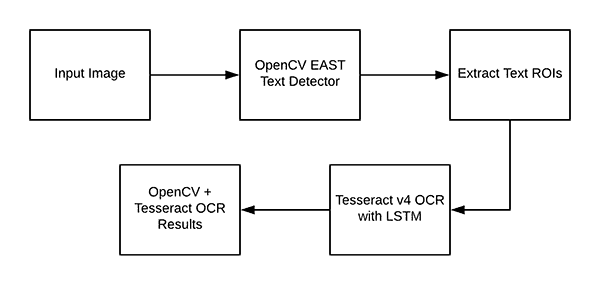 Input Image
OpenCV EAST
Text Detector
Extract Text ROIs
Tesseract v4 OCR
with LSTM
OpenCV +
Tesseract OCR
Results